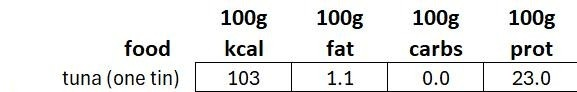 100g 100g 100g 100g
food kcal fat carbs prot
tuna (one tin) 103 1.1 0.0 23.0